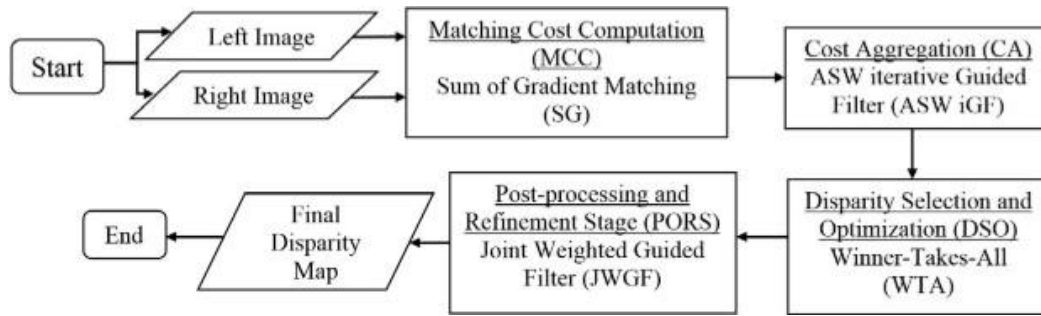 Start
Left Image
Right Image
Matching Cost Computation
(MCC)
Sum of Gradient Matching
(SG)
Cost Aggregation (CA)
ASW iterative Guided
Filter (ASW iGF)
Disparity Selection and
Optimization (DSO)
Winner-Takes-All
(WTA)
Post-processing and
Refinement Stage (PORS)
Joint Weighted Guided
Filter (JWGF)
Final
Disparity
Map
End